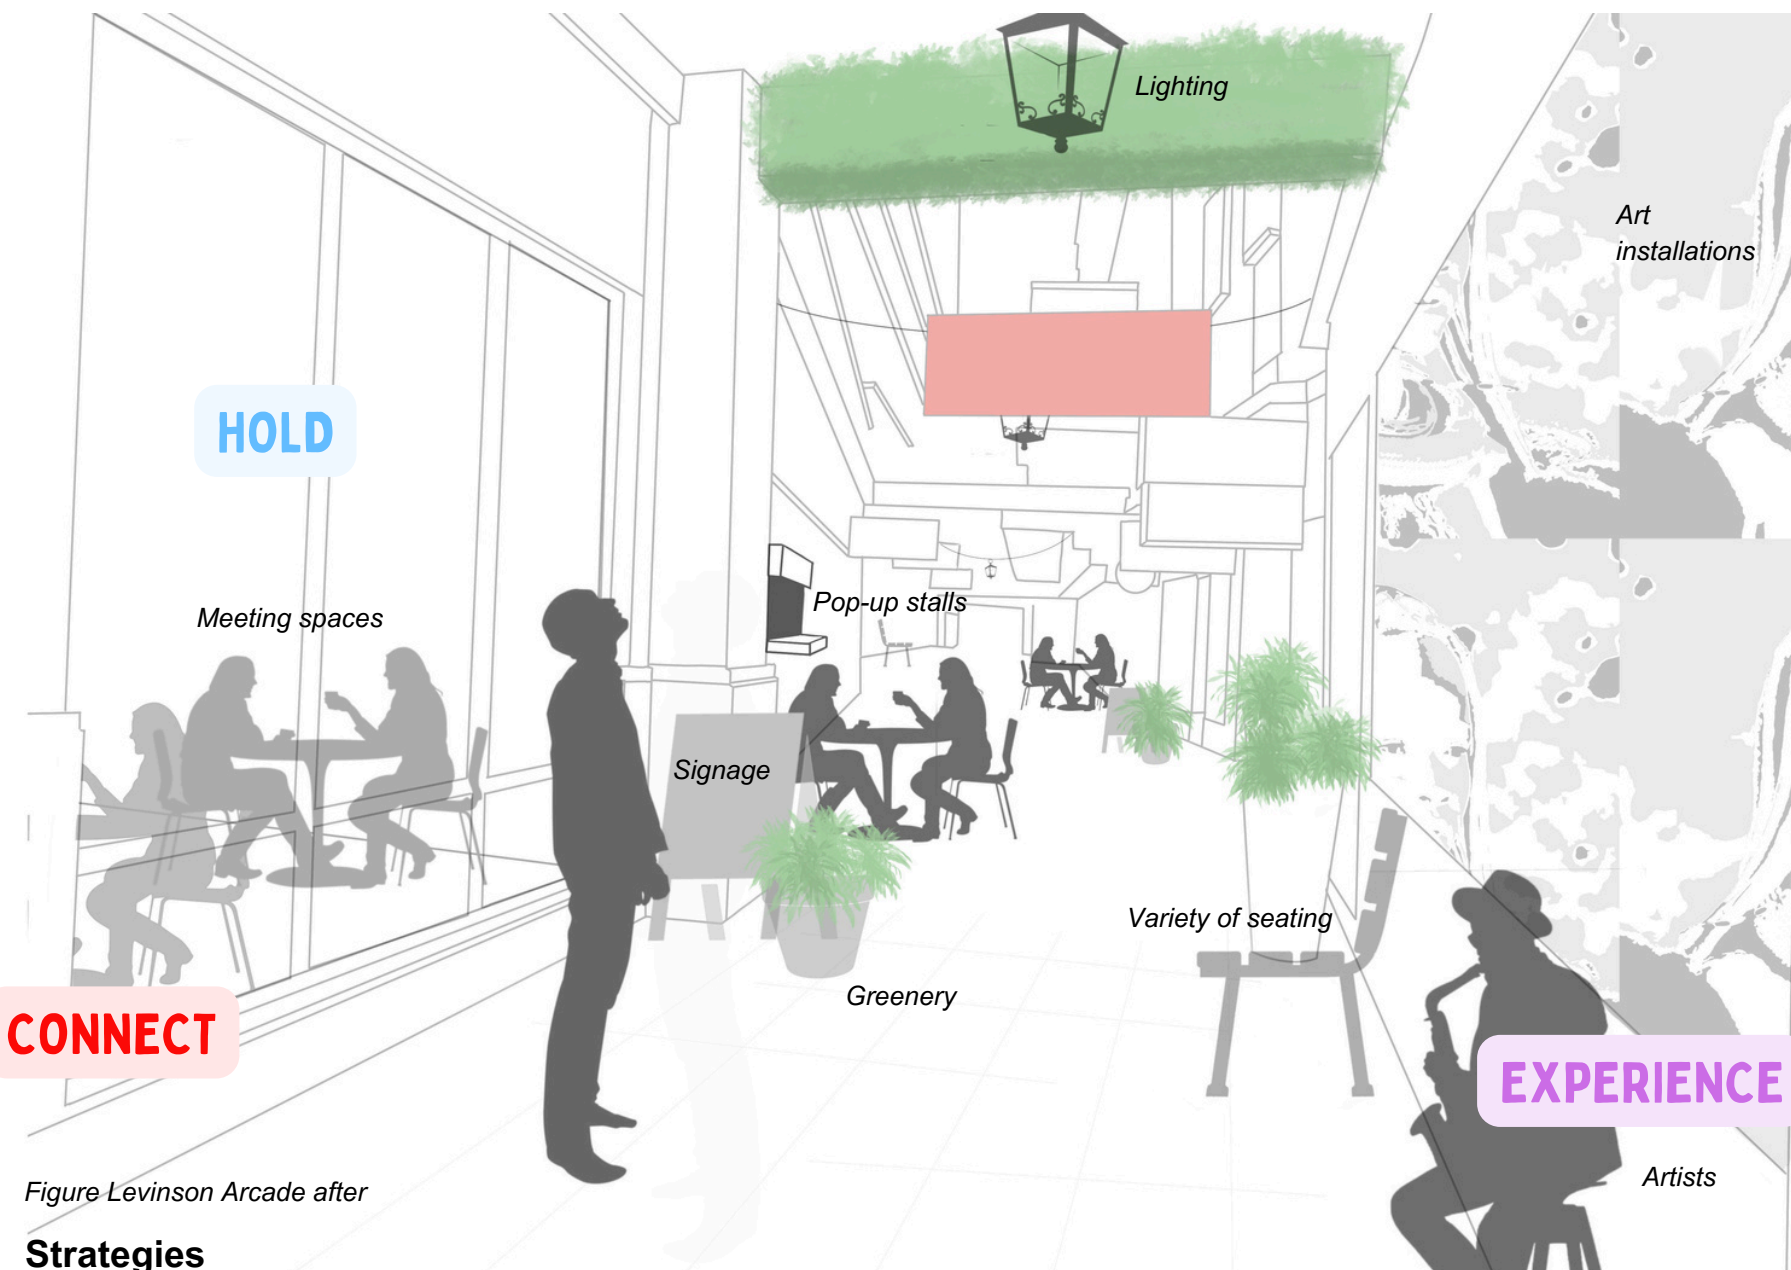 Lighting
Art
installations
HOLD
Meeting spaces
Pop-up stalls
Signage
Variety of seating
Greenery
CONNECT
EXPERIENCE
Artists
Figure Levinson Arcade after
Strategies